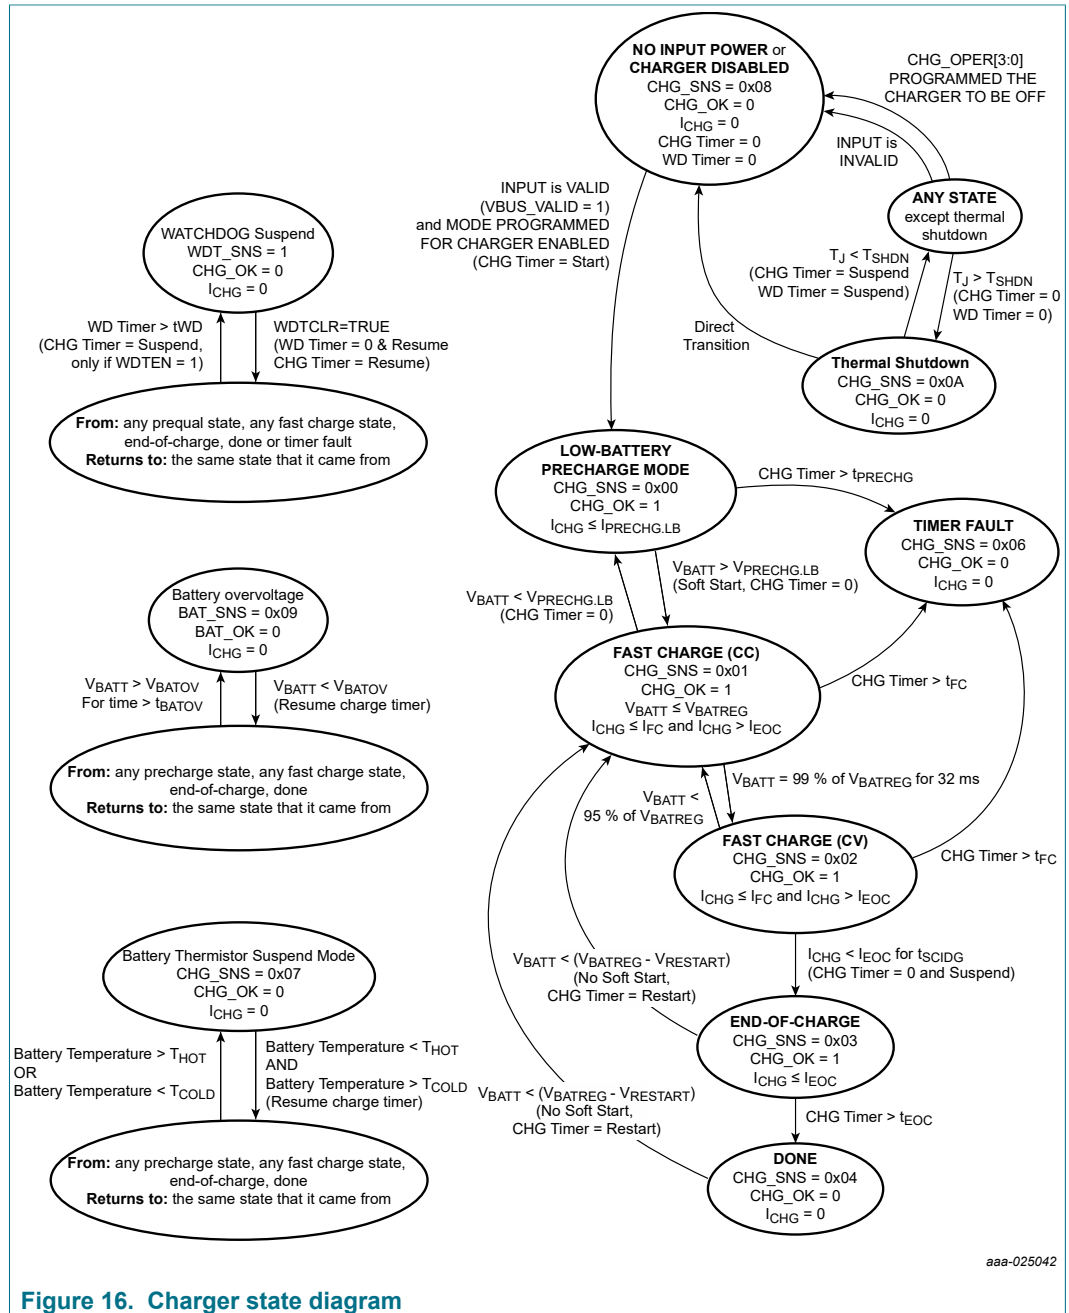 NO INPUT POWER or
CHARGER DISABLED
CHG_SNS = 0x08
CHG_OK = 0
ICHG = 0
CHG Timer = 0
WD Timer = 0
CHG_OPER[3:0]
PROGRAMMED THE
CHARGER TO BE OFF
INPUT is
INVALID
ANY STATE
except thermal
shutdown
TJ < TSHDN
(CHG Timer = Suspend
WD Timer = Suspend)
TJ > TSHDN
(CHG Timer = 0
WD Timer = 0)
Direct
Transition
Thermal Shutdown
CHG_SNS = 0x0A
CHG_OK = 0
ICHG = 0
INPUT is VALID
(VBUS_VALID = 1)
and MODE PROGRAMMED
FOR CHARGER ENABLED
(CHG Timer = Start)
WATCHDOG Suspend
WDT_SNS = 1
CHG_OK = 0
ICHG = 0
WD Timer > tWD
(CHG Timer = Suspend,
only if WDTEN = 1)
WDTCLR=TRUE
(WD Timer = 0 & Resume
CHG Timer = Resume)
From: any prequal state, any fast charge state,
end-of-charge, done or timer fault
Returns to: the same state that it came from
LOW-BATTERY
PRECHARGE MODE
CHG_SNS = 0x00
CHG_OK = 1
ICHG ≤ IPRECHG.LB
CHG Timer > tPRECHG
TIMER FAULT
CHG_SNS = 0x06
CHG_OK = 0
ICHG = 0
VBATT > VPRECHG.LB
(Soft Start, CHG Timer = 0)
VBATT < VPRECHG.LB
(CHG Timer = 0)
Battery overvoltage
BAT_SNS = 0x09
BAT_OK = 0
ICHG = 0
VBATT > VBATOV
For time > tBATOV
VBATT < VBATOV
(Resume charge timer)
From: any precharge state, any fast charge state,
end-of-charge, done
Returns to: the same state that it came from
FAST CHARGE (CC)
CHG_SNS = 0x01
CHG_OK = 1
VBATT ≤ VBATREG
ICHG ≤ IFC and ICHG > IEOC
CHG Timer > tFC
VBATT = 99 % of VBATREG for 32 ms
VBATT <
95 % of VBATREG
FAST CHARGE (CV)
CHG_SNS = 0x02
CHG_OK = 1
ICHG ≤ IFC and ICHG > IEOC
CHG Timer > tFC
ICHG < IEOC for tSCIDG
(CHG Timer = 0 and Suspend)
VBATT < (VBATREG - VRESTART)
(No Soft Start,
CHG Timer = Restart)
END-OF-CHARGE
CHG_SNS = 0x03
CHG_OK = 1
ICHG ≤ IEOC
CHG Timer > tEOC
VBATT < (VBATREG - VRESTART)
(No Soft Start,
CHG Timer = Restart)
DONE
CHG_SNS = 0x04
CHG_OK = 0
ICHG = 0
Battery Thermistor Suspend Mode
CHG_SNS = 0x07
CHG_OK = 0
ICHG = 0
Battery Temperature > THOT
OR
Battery Temperature < TCOLD
Battery Temperature < THOT
AND
Battery Temperature > TCOLD
(Resume charge timer)
From: any precharge state, any fast charge state,
end-of-charge, done
Returns to: the same state that it came from
aaa-025042
Figure 16. Charger state diagram